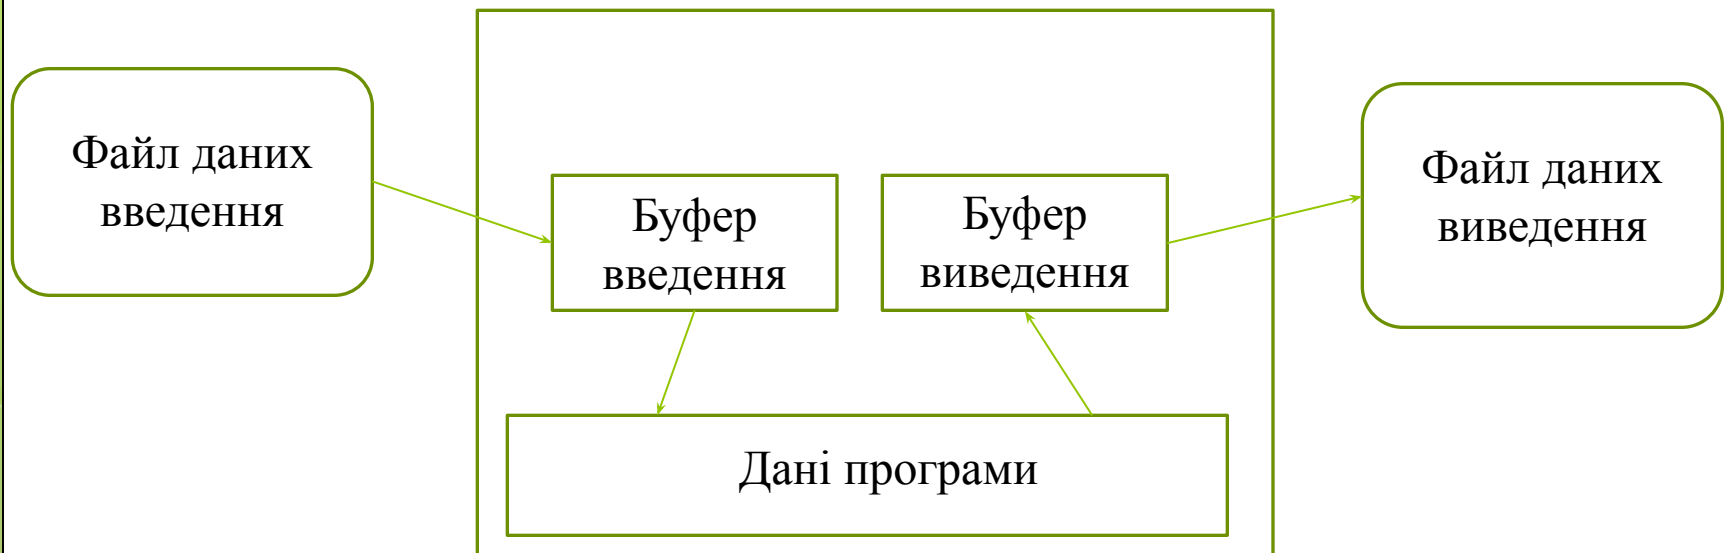 Файл даних
введення
Буфер
введення
Буфер
виведення
Файл даних
виведення
Дані програми